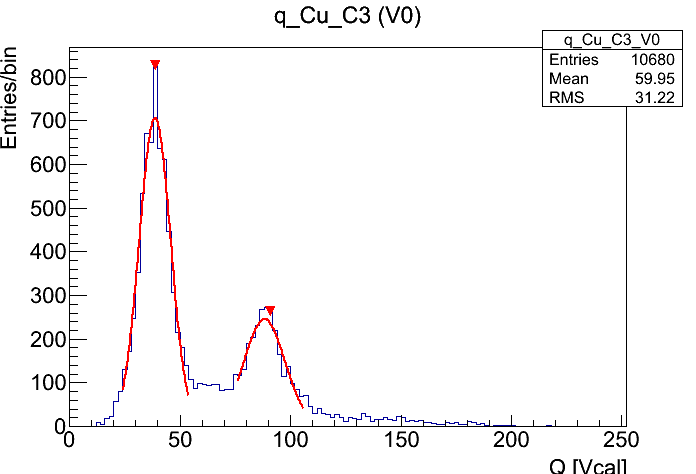 q_Cu_C3 (V0)
q_Cu_C3_V0
Entries 10680
Mean 59.95
RMS 31.22
Entries/bin
800
700
600
500
400
300
200
100
0
0 50 100 150 200 250
Q [Vcal]